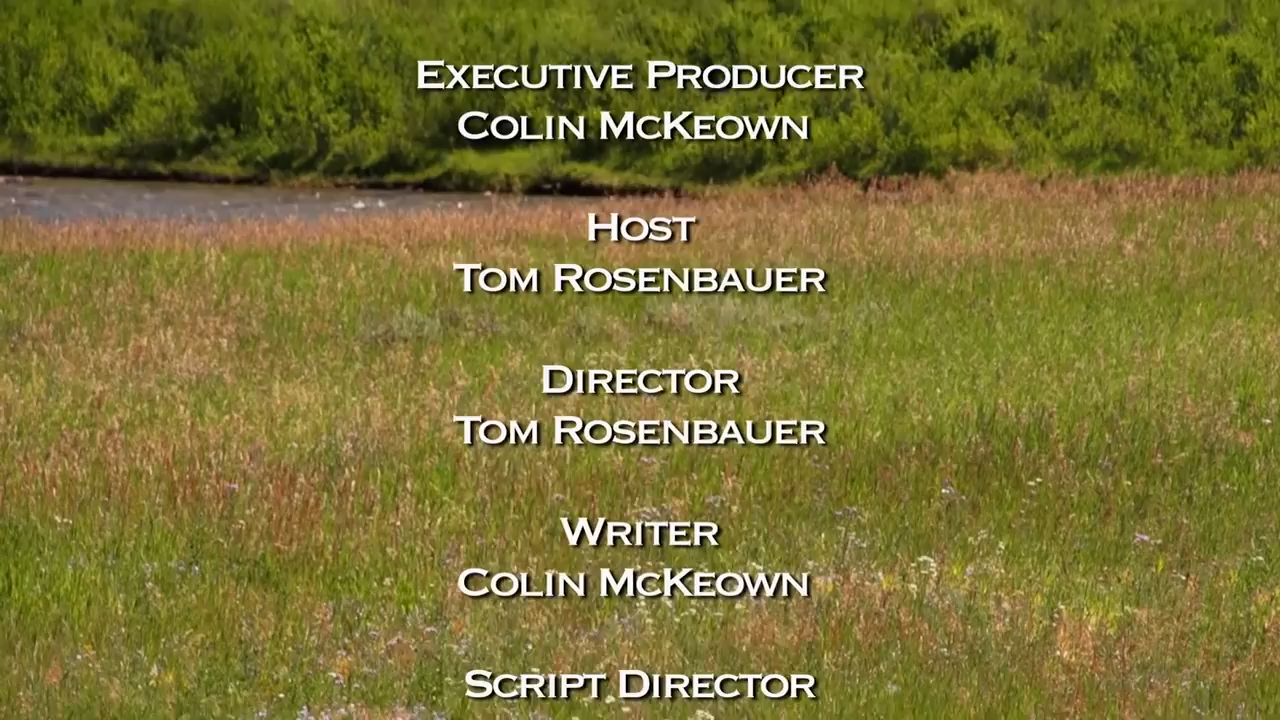 Executive Producer
Colin McKeown
Host
Tom Rosenbauer
Director
Tom Rosenbauer
Writer
Colin McKeown
Script Director